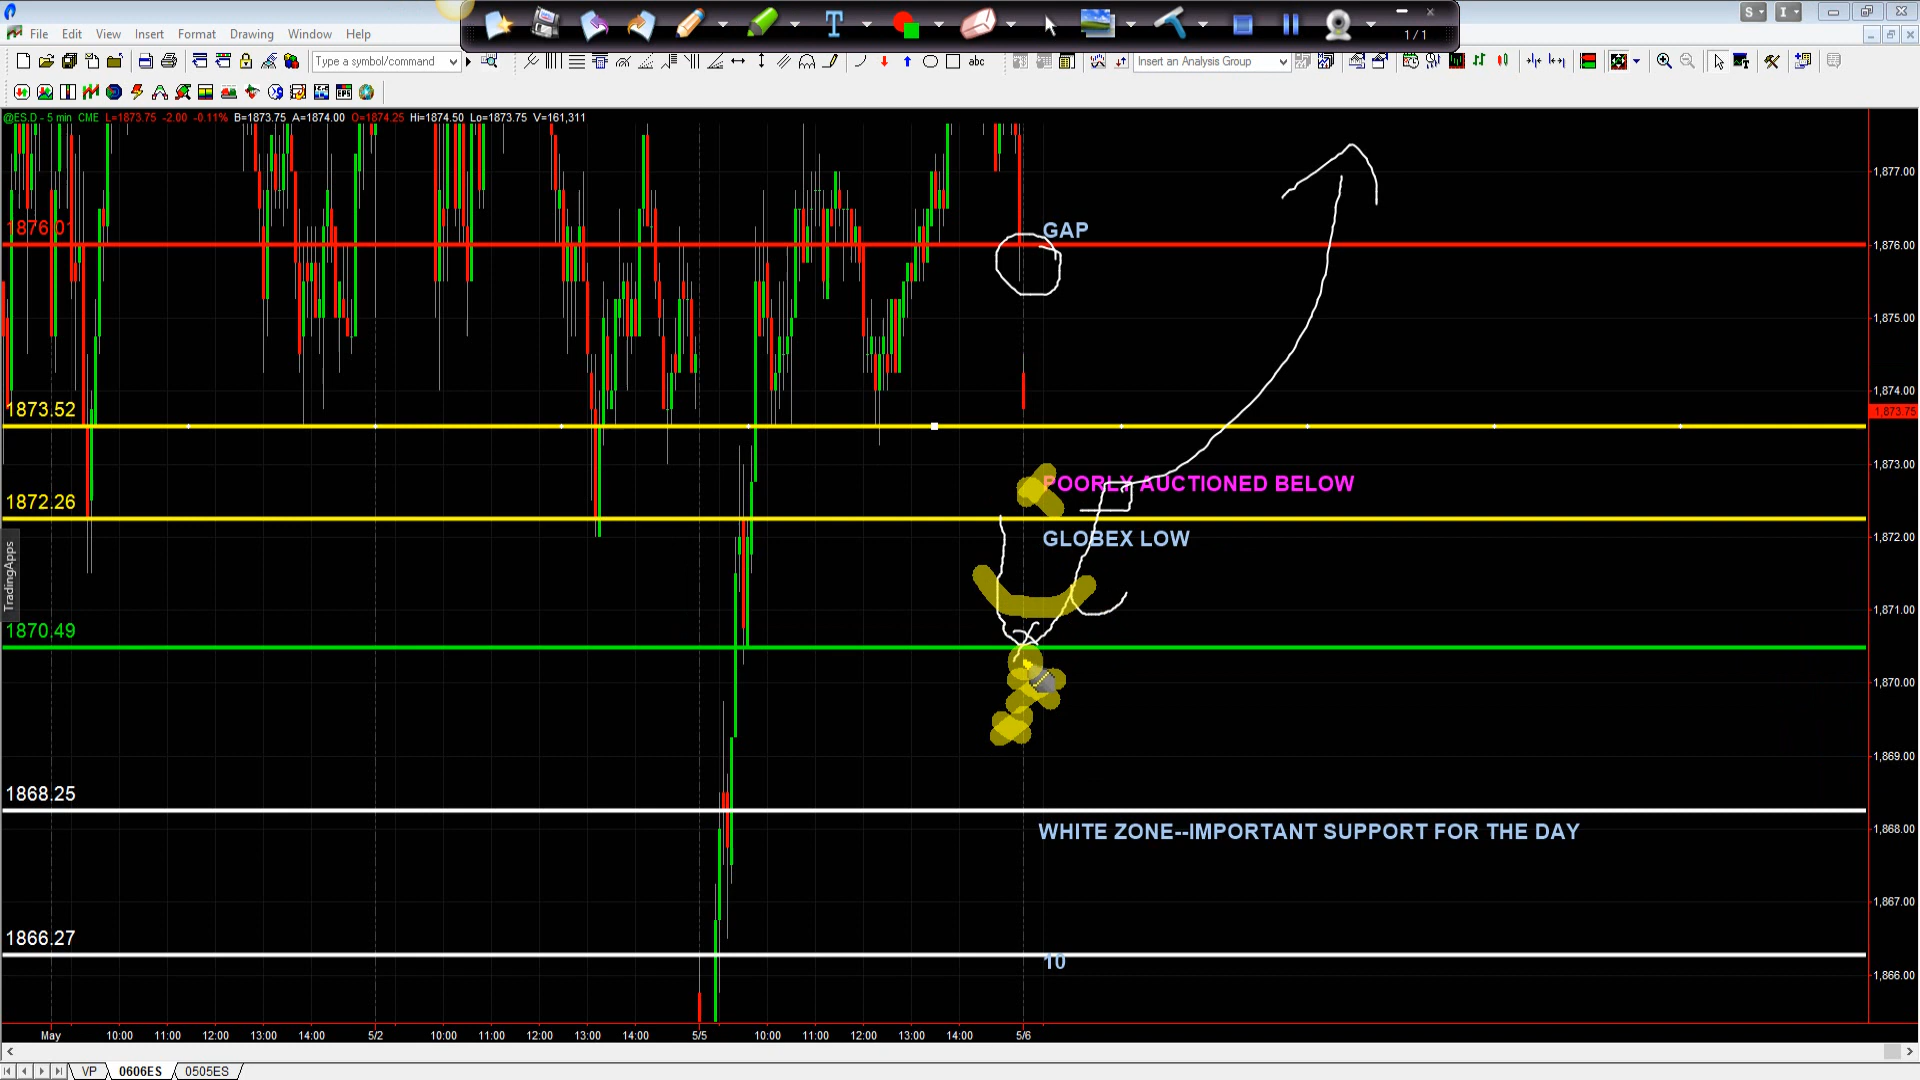 S
I
File Edit View Insert Format Drawing Window Help
T
1 / 1
Type a symbol/command
abc
Insert an Analysis Group
@ES.D - 5 min CME L=1873.75 -2.00 -0.11% B=1873.75 A=1874.00 O=1874.25 Hi=1874.50 Lo=1873.75 V=161,311
1,877.00
1876.01
GAP
1,876.00
1,875.00
1,874.00
1873.52
1,873.75
1,873.00
POORLY AUCTIONED BELOW
1872.26
GLOBEX LOW
1,872.00
TradingApps
1,871.00
1870.49
1,870.00
1,869.00
1868.25
WHITE ZONE--IMPORTANT SUPPORT FOR THE DAY
1,868.00
1,867.00
1866.27
10
1,866.00
May 10:00 11:00 12:00 13:00 14:00 5/2 10:00 11:00 12:00 13:00 14:00 5/5 10:00 11:00 12:00 13:00 14:00 5/6
VP 0606ES 0505ES